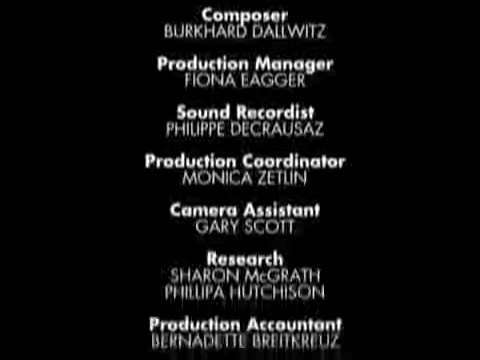 Composer
BURKHARD DALLWITZ
Production Manager
FIONA EAGGER
Sound Recordist
PHILIPPE DECRAUSAZ
Production Coordinator
MONICA ZETLIN
Camera Assistant
GARY SCOTT
Research
SHARON McGRATH
PHILLIPA HUTCHISON
Production Accountant
BERNADETTE BREITKREUZ